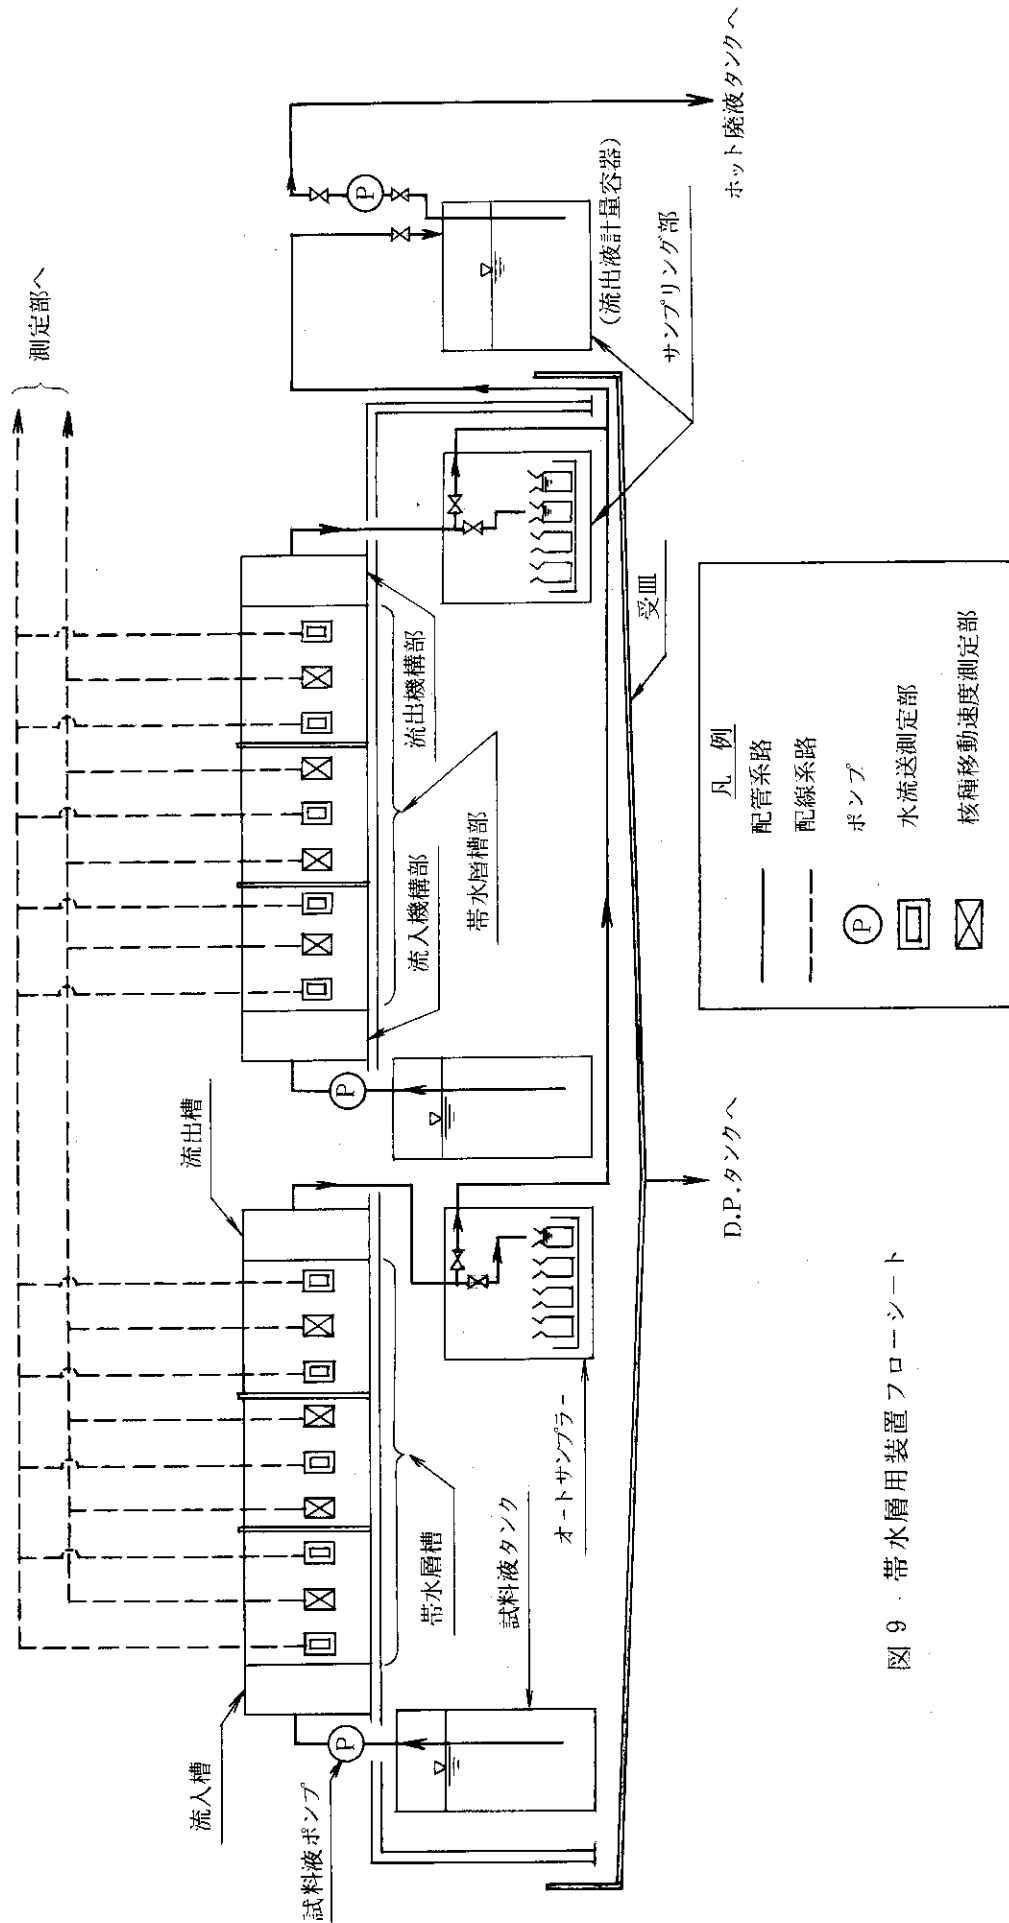 測定部へ
流入槽
試料液ポンプ
流出槽
帯水層槽
試料液タンク
オートサンプラー
流入機構部
流出機構部
帯水層槽部
(流出液計量容器)
サンプリング部
ホット廃液タンクへ
受皿
D.P.タンクへ
P
P
P
凡例
配管系路
配線系路
P
ポンプ
水流送測定部
核種移動速度測定部
図9 帯水層用装置フローシート